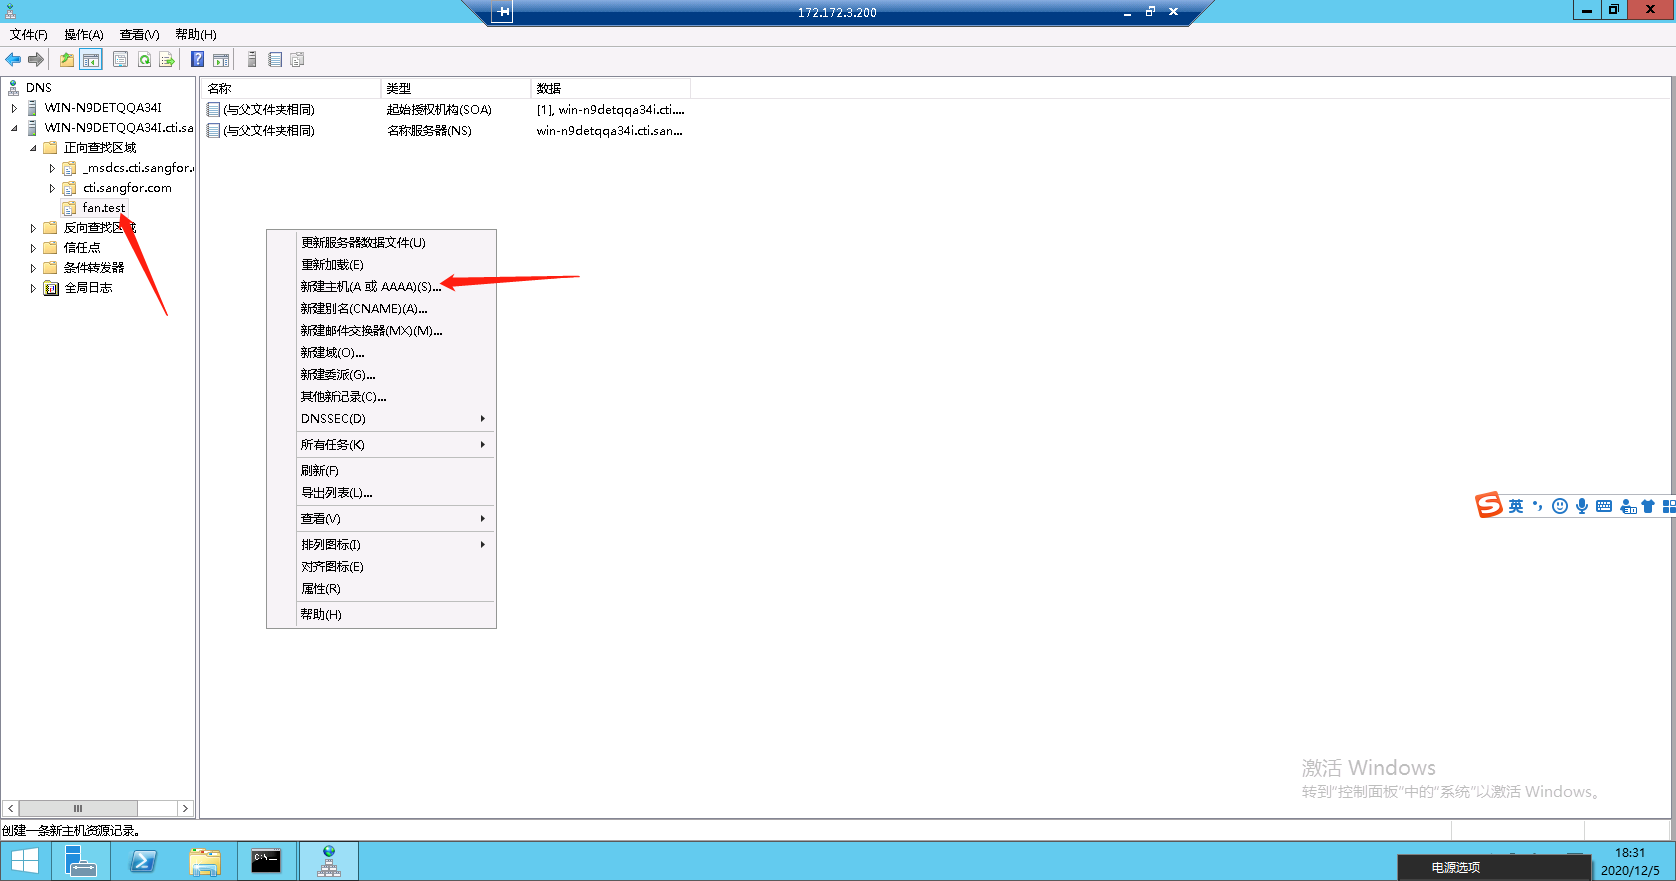 172.172.3.200
文件(F) 操作(A) 查看(V) 帮助(H)
DNS
WIN-N9DETQQA34I
WIN-N9DETQQA34I.cti.sa
正向查找区域
_msdcs.cti.sangfor.
cti.sangfor.com
fan.test
反向查找区域
信任点
条件转发器
全局日志
名称 类型 数据
(与父文件夹相同) 起始授权机构(SOA) [1], win-n9detqqa34i.cti....
(与父文件夹相同) 名称服务器(NS) win-n9detqqa34i.cti.san...
更新服务器数据文件(U)
重新加载(E)
新建主机(A 或 AAAA)(S)...
新建别名(CNAME)(A)...
新建邮件交换器(MX)(M)...
新建域(O)...
新建委派(G)...
其他新记录(C)...
DNSSEC(D)
所有任务(K)
刷新(F)
导出列表(L)...
查看(V)
排列图标(I)
对齐图标(E)
属性(R)
帮助(H)
英
激活 Windows
转到"控制面板"中的"系统"以激活 Windows。
创建一条新主机资源记录。
C:\
电源选项
18:31
2020/12/5